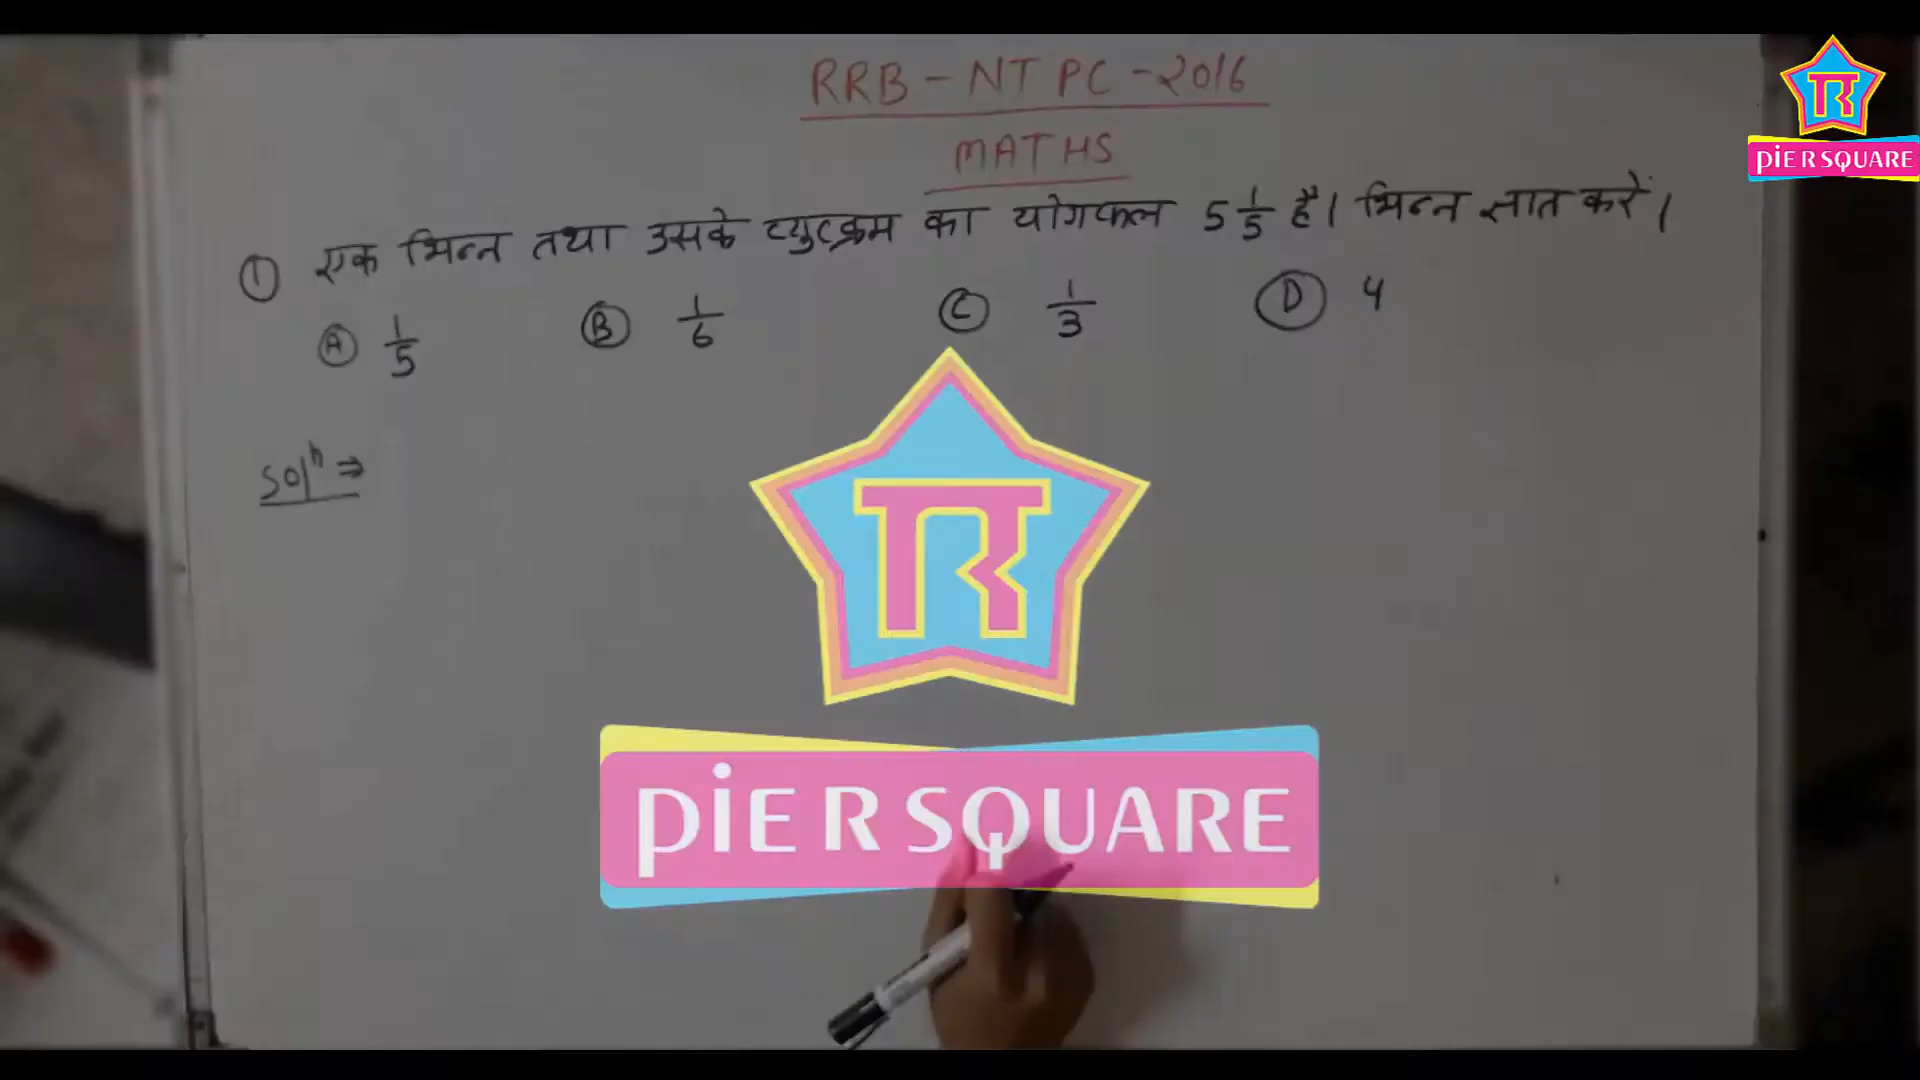 RRB - NTPC - 2016
MATHS
① एक भिन्न तथा उसके व्युत्क्रम का योगफल 5 1/5 है। भिन्न ज्ञात करें।
Ⓐ 1/5 Ⓑ 1/6 Ⓒ 1/3 Ⓓ 4
Solⁿ ⇒
PiE R SQUARE
PiE R SQUARE